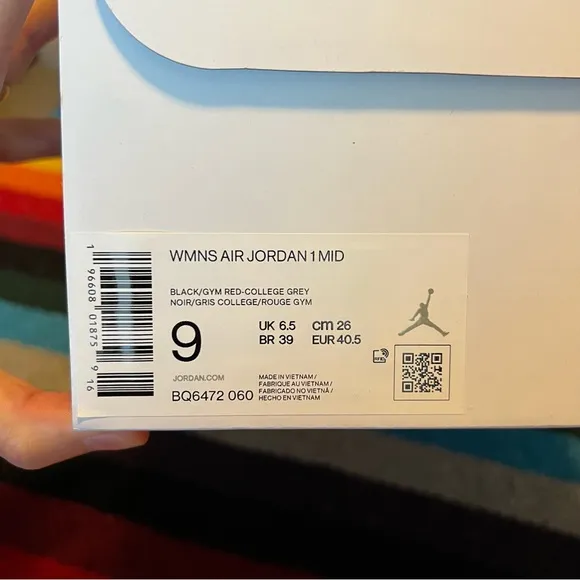 WMNS AIR JORDAN 1 MID
BLACK/GYM RED-COLLEGE GREY
NOIR/GRIS COLLEGE/ROUGE GYM
9
UK 6.5 cm 26
BR 39 EUR 40.5
JORDAN.COM
BQ6472 060
MADE IN VIETNAM /
FABRIQUE AU VIETNAM /
FABRICADO NO VIETNÃ /
HECHO EN VIETNAM
1 96608 01875 9 16